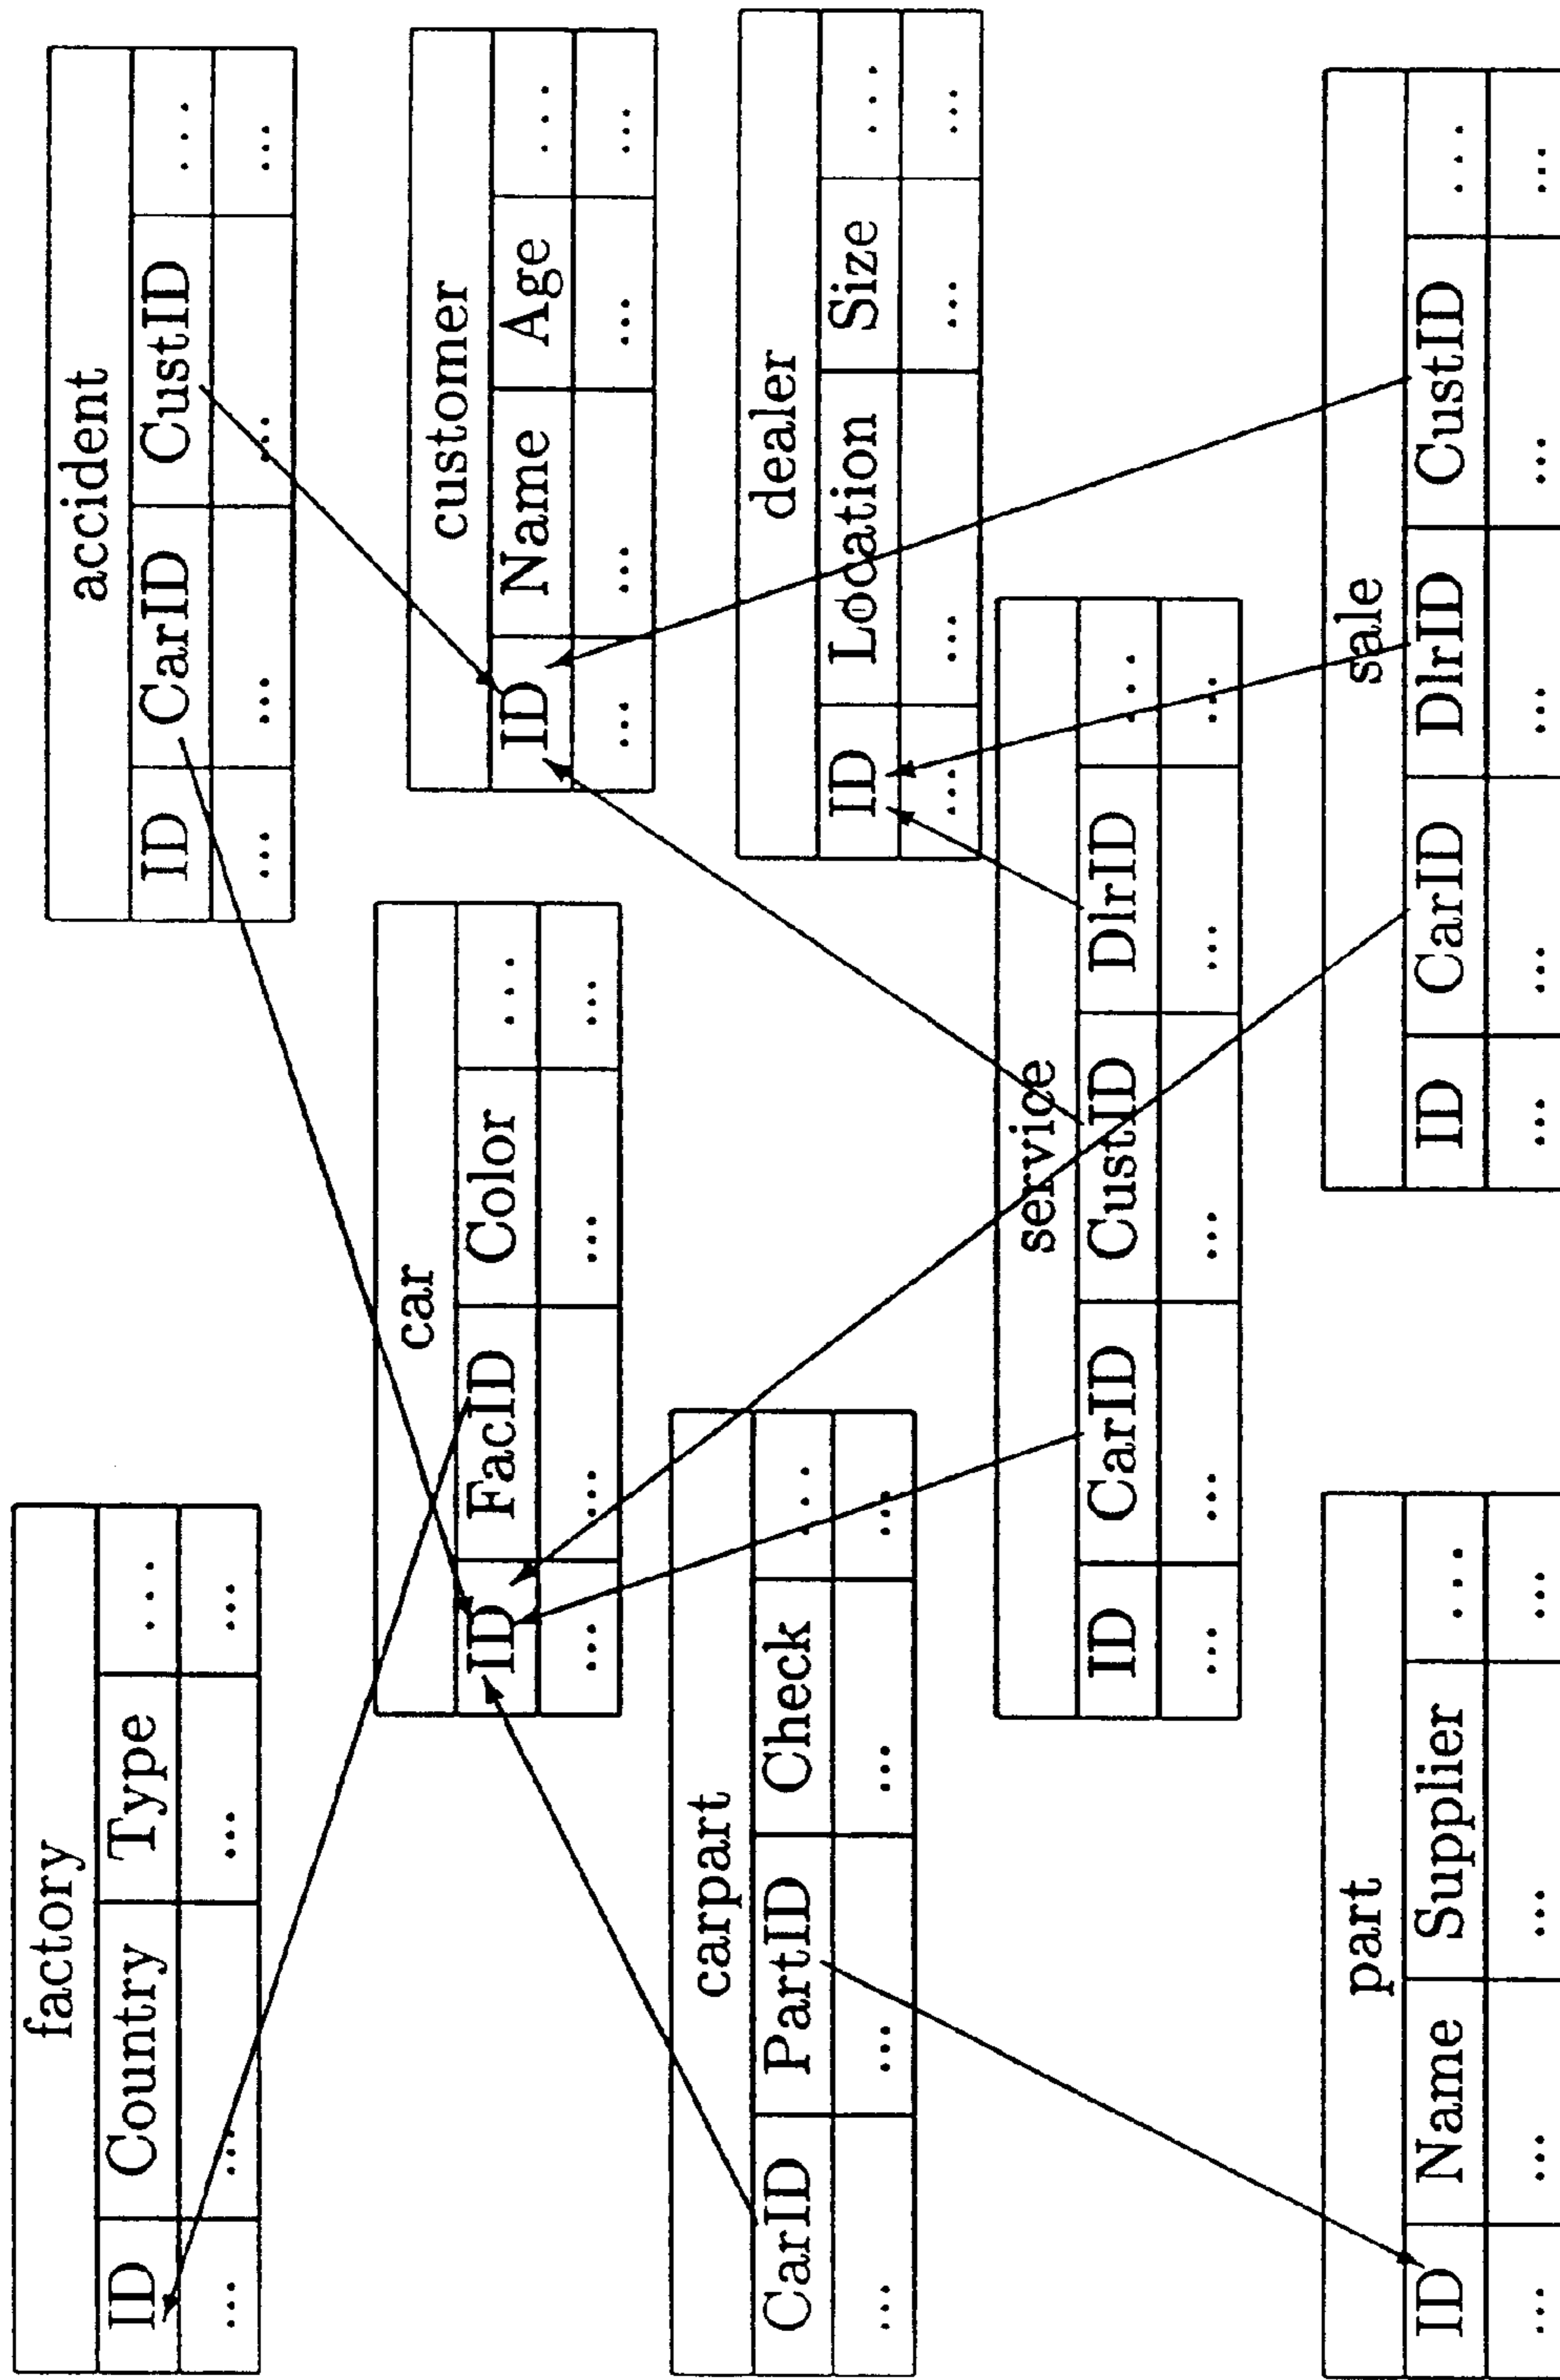 factory
ID Country Type ...
... ... ... ...
accident
ID CarID CustID ...
... ... ... ...
car
ID FacID Color ...
... ... ... ...
customer
ID Name Age ...
... ... ... ...
carpart
CarID PartID Check ...
... ... ... ...
dealer
ID Location Size ...
... ... ... ...
service
ID CarID CustID DlrID ...
... ... ... ... ...
part
ID Name Supplier ...
... ... ... ...
sale
ID CarID DlrID CustID ...
... ... ... ... ...